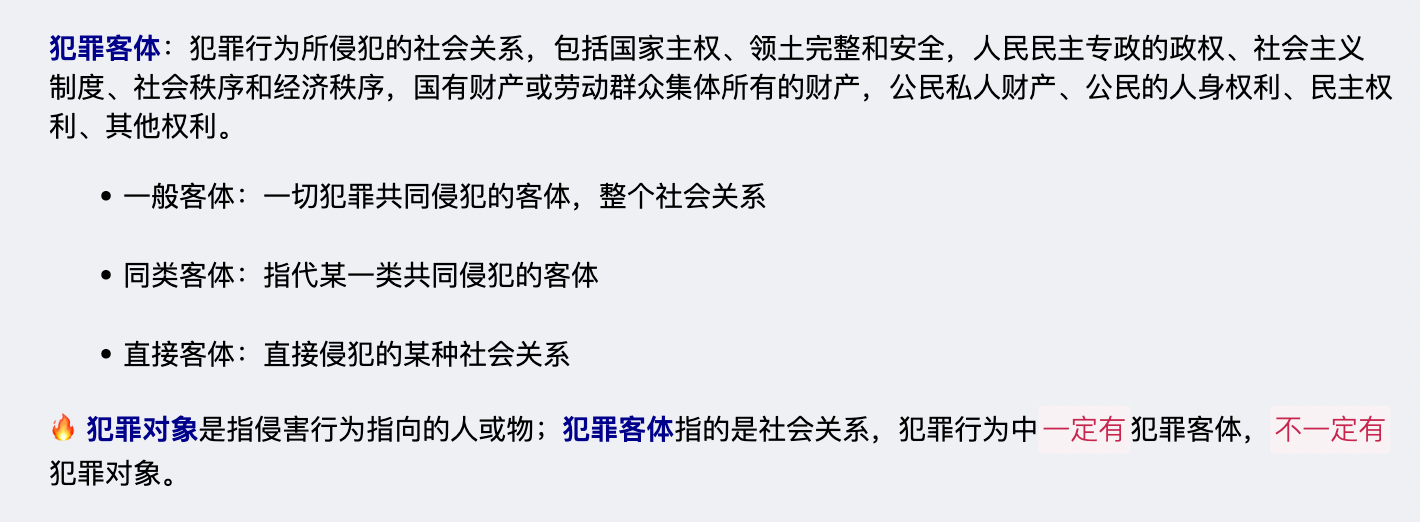 犯罪客体：犯罪行为所侵犯的社会关系，包括国家主权、领土完整和安全，人民民主专政的政权、社会主义
制度、社会秩序和经济秩序，国有财产或劳动群众集体所有的财产，公民私人财产、公民的人身权利、民主权
利、其他权利。
• 一般客体：一切犯罪共同侵犯的客体，整个社会关系
• 同类客体：指代某一类共同侵犯的客体
• 直接客体：直接侵犯的某种社会关系
🔥 犯罪对象是指侵害行为指向的人或物；犯罪客体指的是社会关系，犯罪行为中一定有犯罪客体，不一定有
犯罪对象。